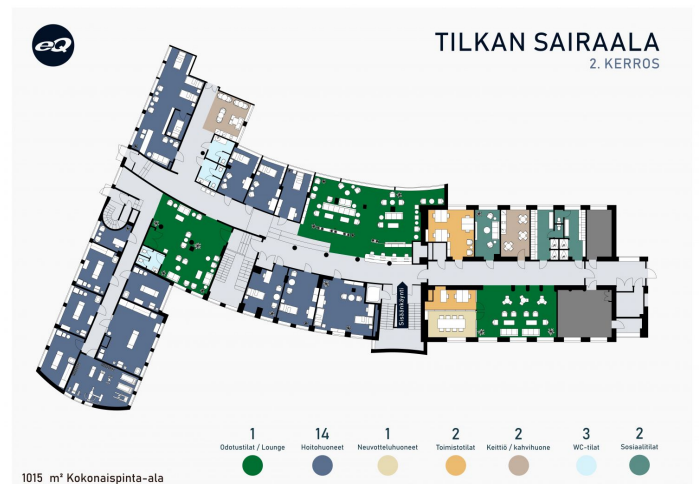 eQ
TILKAN SAIRAALA
2. KERROS
Sisäänkäynti
1
14
1
2
2
3
2
Odotustilat / Lounge
Hoitohuoneet
Neuvotteluhuoneet
Toimistotilat
Keittiö / kahvihuone
WC-tilat
Sosiaalitilat
1015 m² Kokonaispinta-ala